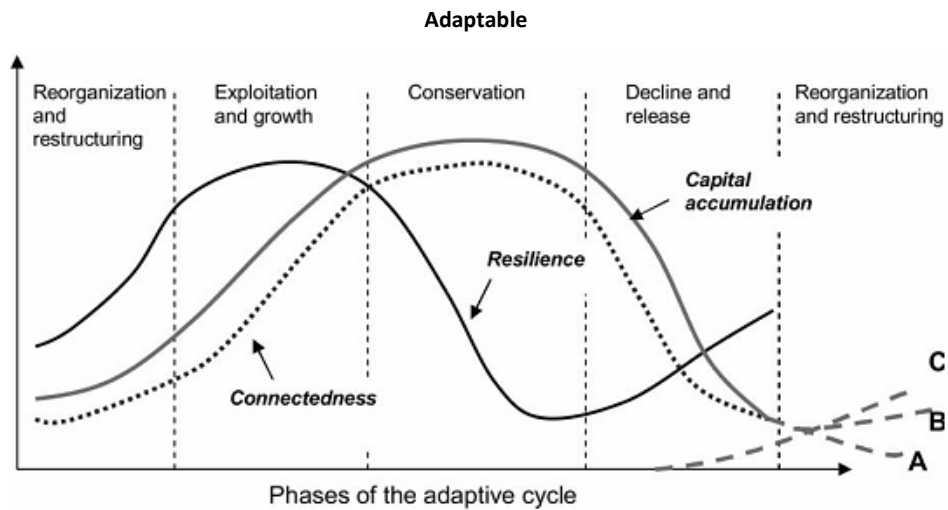 Adaptable
Reorganization
and
restructuring
Exploitation
and growth
Conservation
Decline and
release
Reorganization
and restructuring
Capital
accumulation
Resilience
Connectedness
C
B
A
Phases of the adaptive cycle